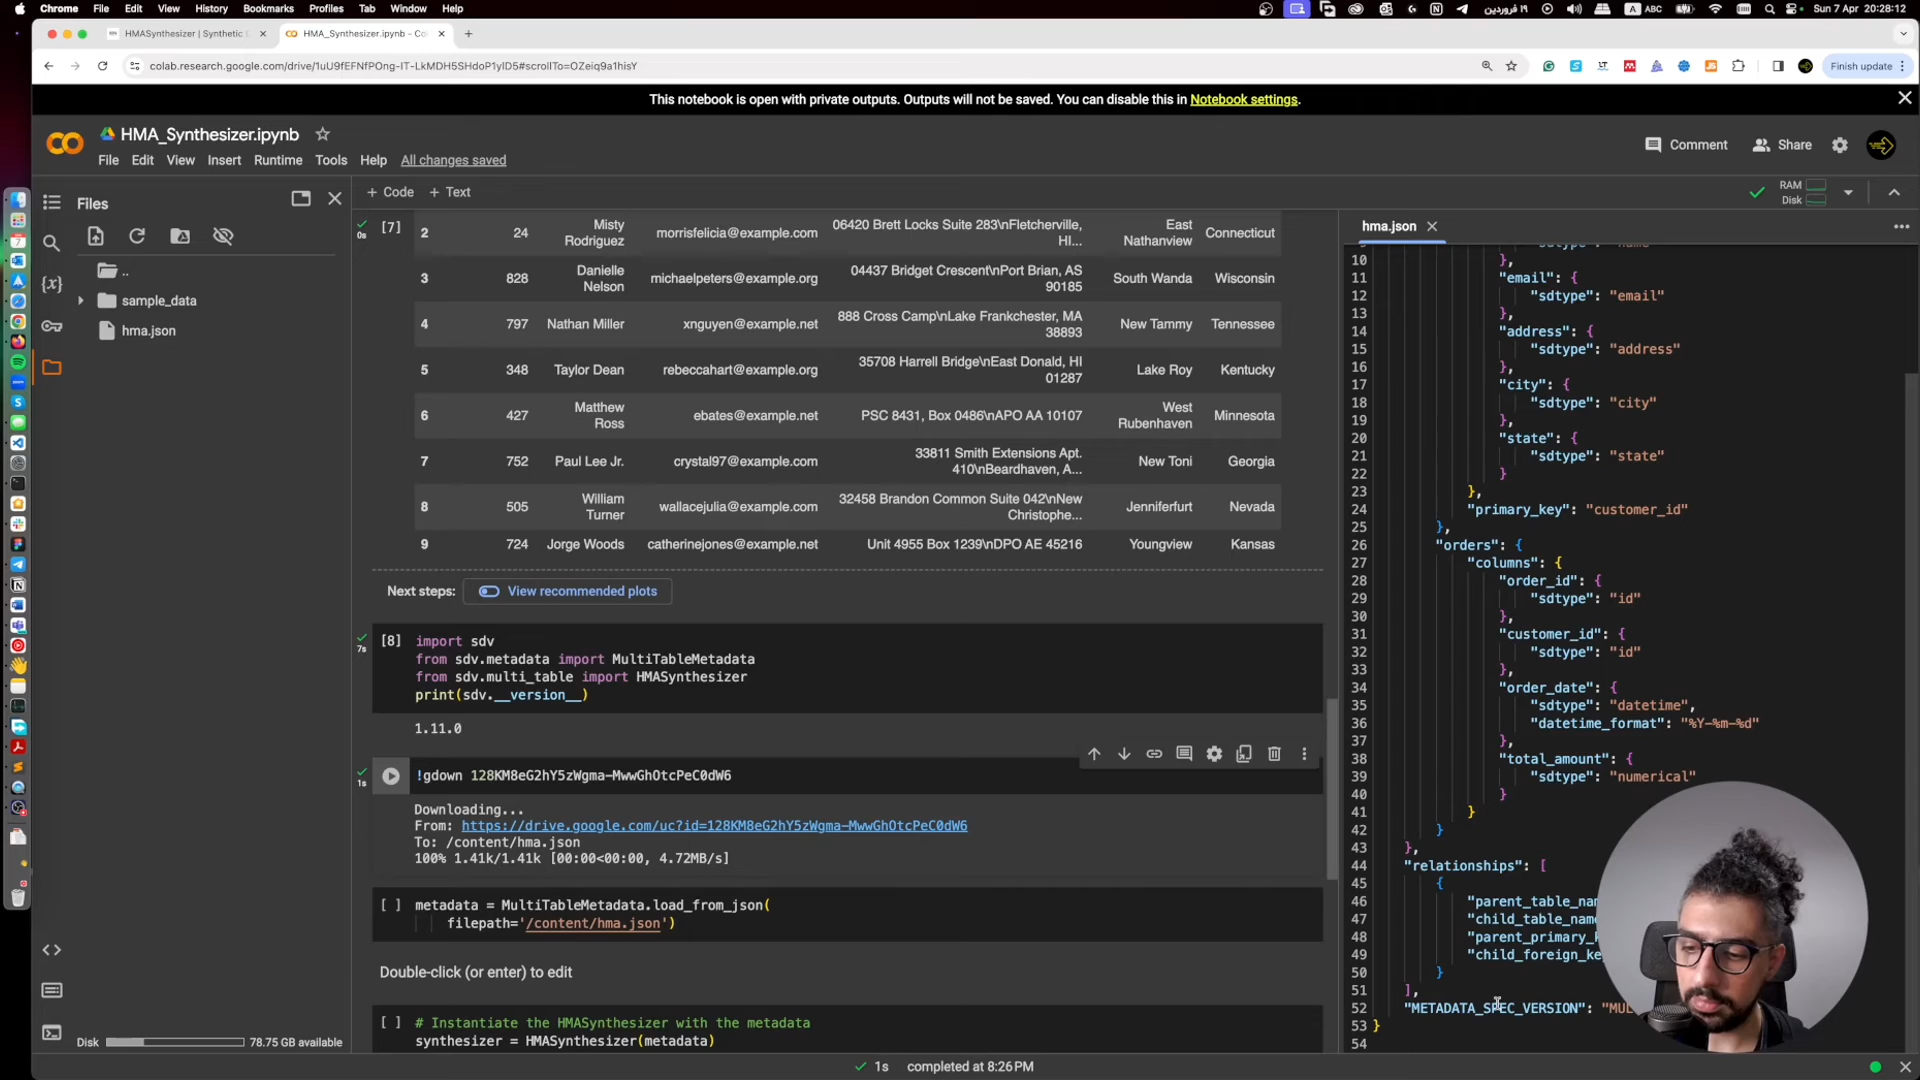 Chrome File Edit View History Bookmarks Profiles Tab Window Help
۱۹ فروردین ABC Sun 7 Apr 20:28:12
HMASynthesizer | Synthetic
HMA_Synthesizer.ipynb - Co
colab.research.google.com/drive/1uU9fEFNfPOng-IT-LkMDH5SHdoP1yID5#scrollTo=OZeiq9a1hisY
Finish update
This notebook is open with private outputs. Outputs will not be saved. You can disable this in Notebook settings.
HMA_Synthesizer.ipynb
Comment Share
File Edit View Insert Runtime Tools Help All changes saved
Files
+ Code + Text
RAM
Disk
..
sample_data
hma.json
[7]
0s
2 24 Misty Rodriguez morrisfelicia@example.com 06420 Brett Locks Suite 283\nFletcherville, HI... East Nathanview Connecticut
3 828 Danielle Nelson michaelpeters@example.org 04437 Bridget Crescent\nPort Brian, AS 90185 South Wanda Wisconsin
4 797 Nathan Miller xnguyen@example.net 888 Cross Camp\nLake Frankchester, MA 38893 New Tammy Tennessee
5 348 Taylor Dean rebeccahart@example.org 35708 Harrell Bridge\nEast Donald, HI 01287 Lake Roy Kentucky
6 427 Matthew Ross ebates@example.net PSC 8431, Box 0486\nAPO AA 10107 West Rubenhaven Minnesota
7 752 Paul Lee Jr. crystal97@example.com 33811 Smith Extensions Apt. 410\nBeardhaven, A... New Toni Georgia
8 505 William Turner wallacejulia@example.com 32458 Brandon Common Suite 042\nNew Christophe... Jenniferfurt Nevada
9 724 Jorge Woods catherinejones@example.net Unit 4955 Box 1239\nDPO AE 45216 Youngview Kansas
Next steps: View recommended plots
[8]
7s
import sdv
from sdv.metadata import MultiTableMetadata
from sdv.multi_table import HMASynthesizer
print(sdv.__version__)
1.11.0
1s
!gdown 128KM8eG2hY5zWgma-MwwGhOtcPeC0dW6
Downloading...
From: https://drive.google.com/uc?id=128KM8eG2hY5zWgma-MwwGhOtcPeC0dW6
To: /content/hma.json
100% 1.41k/1.41k [00:00<00:00, 4.72MB/s]
[ ] metadata = MultiTableMetadata.load_from_json(
filepath='/content/hma.json')
Double-click (or enter) to edit
[ ] # Instantiate the HMASynthesizer with the metadata
synthesizer = HMASynthesizer(metadata)
Disk 78.75 GB available
1s completed at 8:26 PM
hma.json
10 },
11 "email": {
12 "sdtype": "email"
13 },
14 "address": {
15 "sdtype": "address"
16 },
17 "city": {
18 "sdtype": "city"
19 },
20 "state": {
21 "sdtype": "state"
22 }
23 },
24 "primary_key": "customer_id"
25 },
26 "orders": {
27 "columns": {
28 "order_id": {
29 "sdtype": "id"
30 },
31 "customer_id": {
32 "sdtype": "id"
33 },
34 "order_date": {
35 "sdtype": "datetime",
36 "datetime_format": "%Y-%m-%d"
37 },
38 "total_amount": {
39 "sdtype": "numerical"
40 }
41 }
42 }
43 },
44 "relationships": [
45 {
46 "parent_table_nam
47 "child_table_name
48 "parent_primary_k
49 "child_foreign_key
50 }
51 ],
52 "METADATA_SPEC_VERSION": "MUL
53 }
54